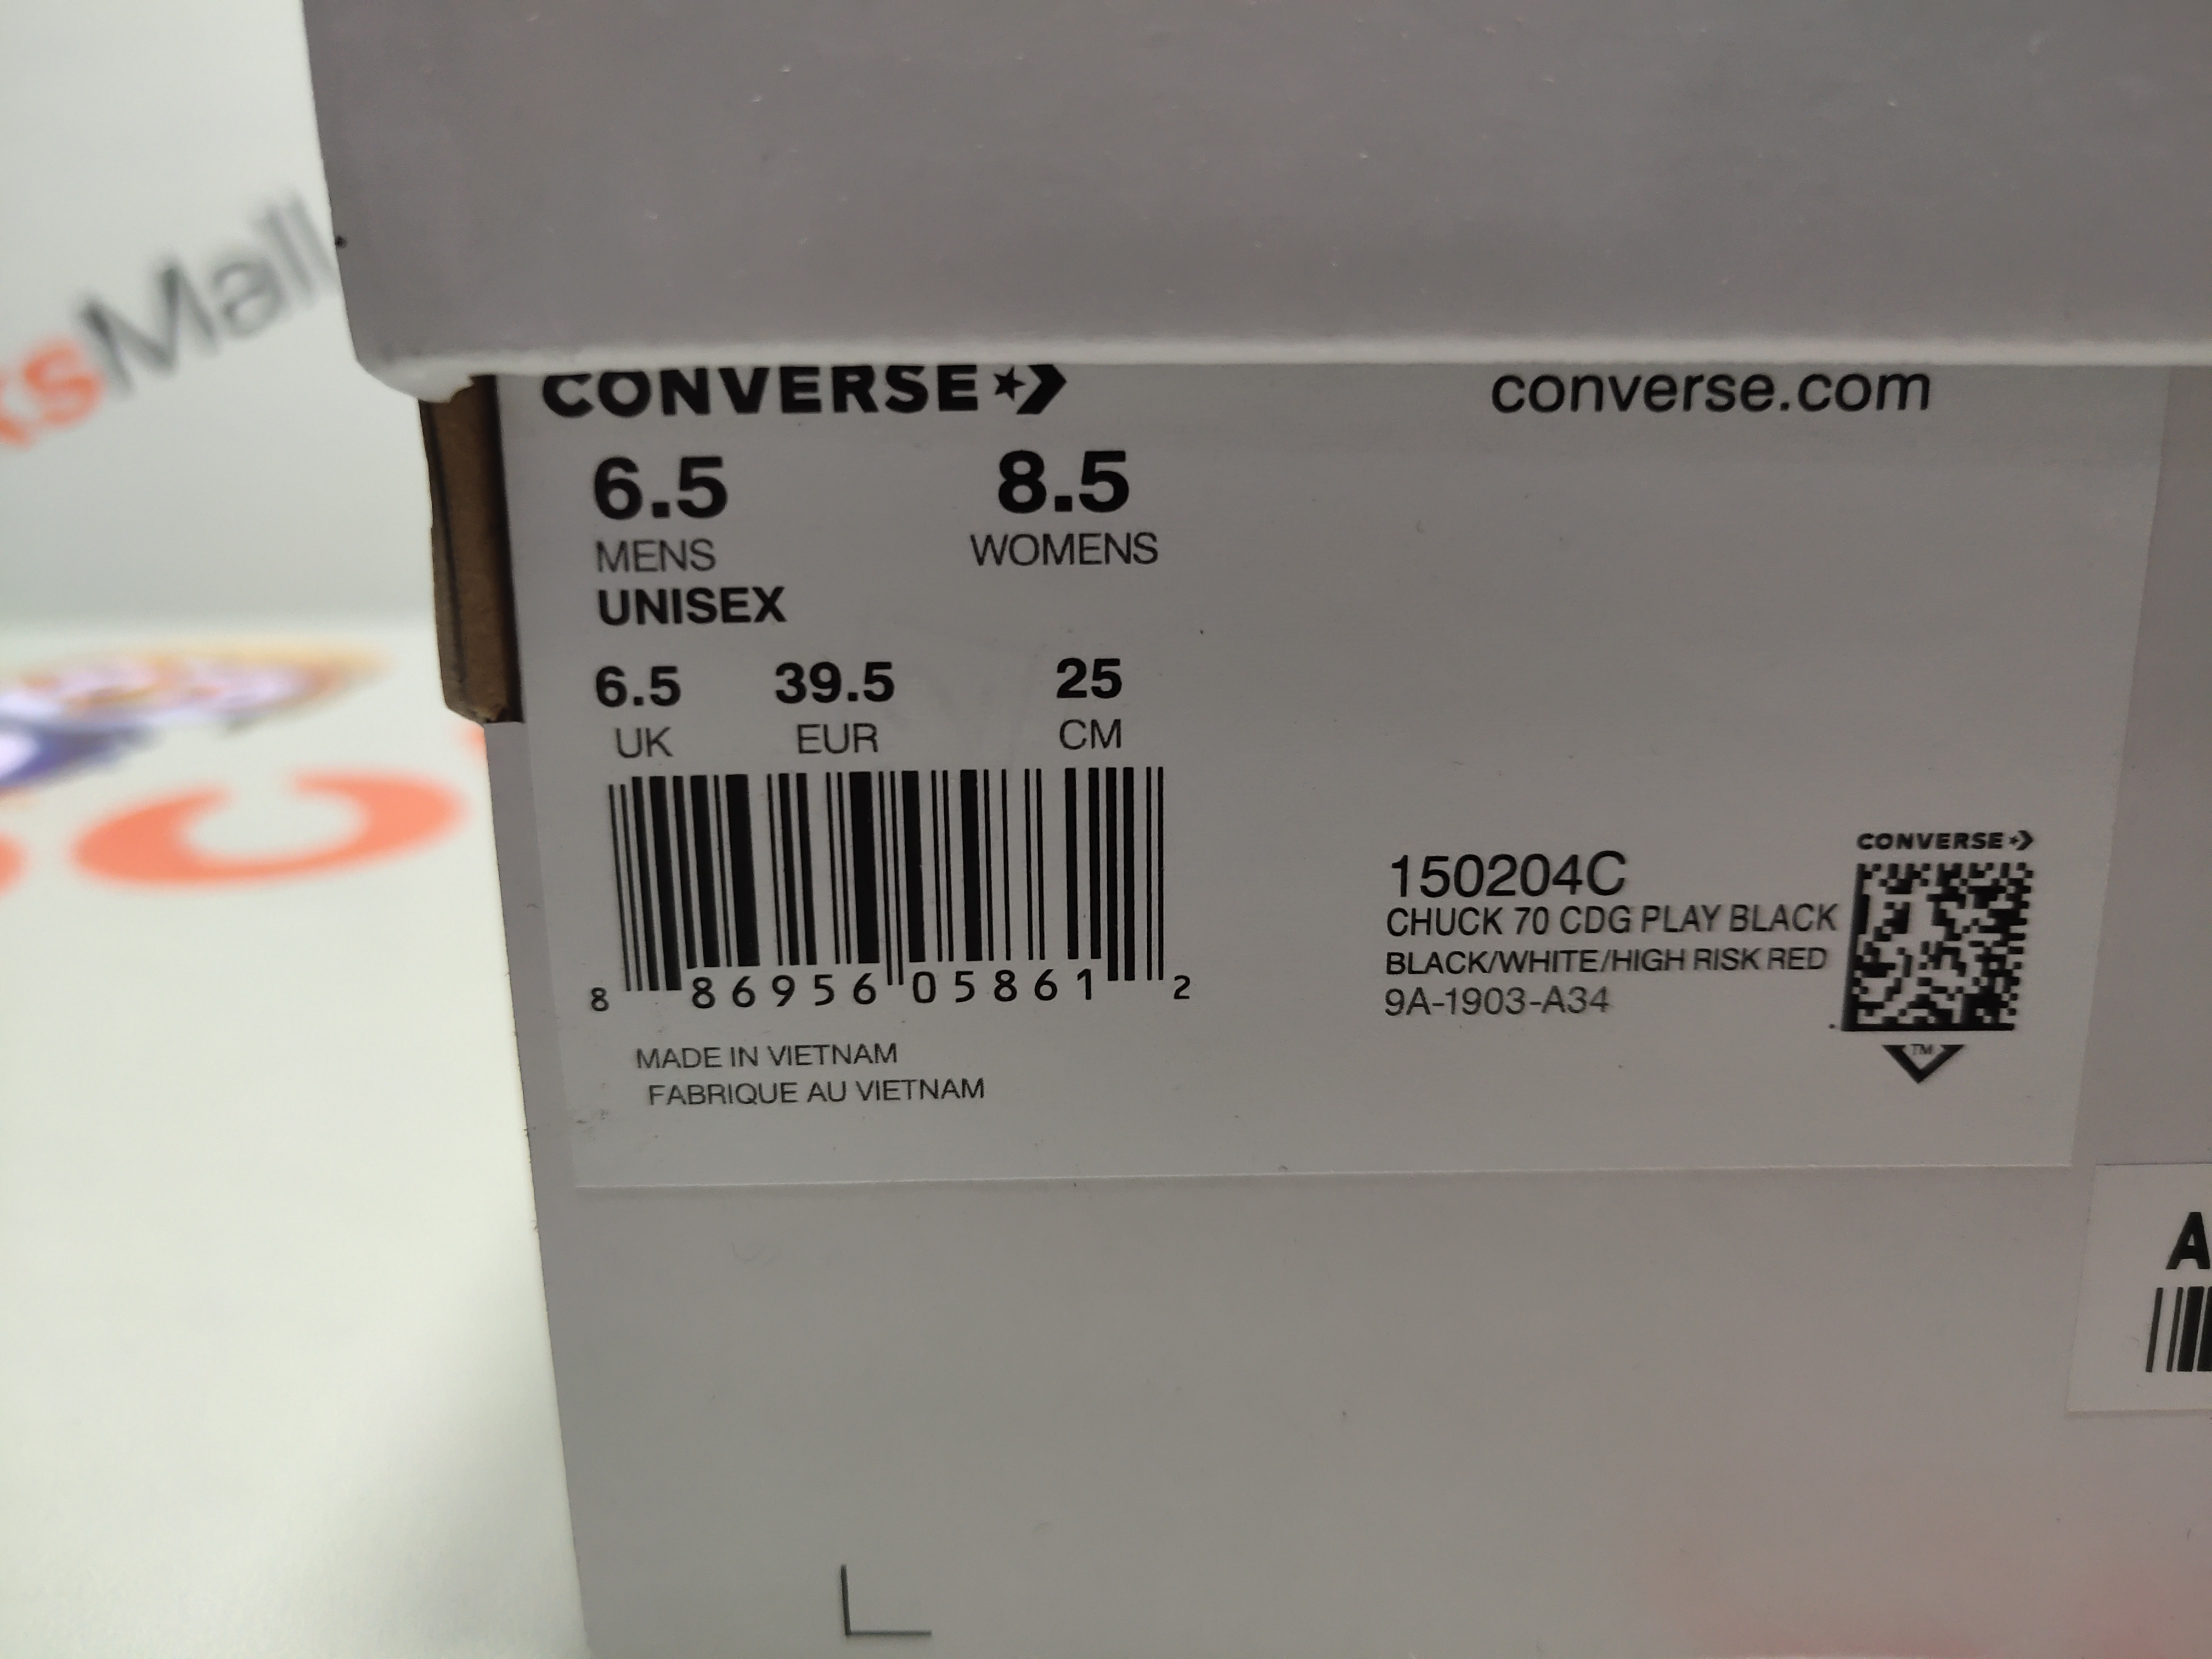 CONVERSE
converse.com
6.5 8.5
MENS WOMENS
UNISEX
6.5 39.5 25
UK EUR CM
8 86956 05861 2
MADE IN VIETNAM
FABRIQUE AU VIETNAM
CONVERSE
150204C
CHUCK 70 CDG PLAY BLACK
BLACK/WHITE/HIGH RISK RED
9A-1903-A34
TM
ksMall
A